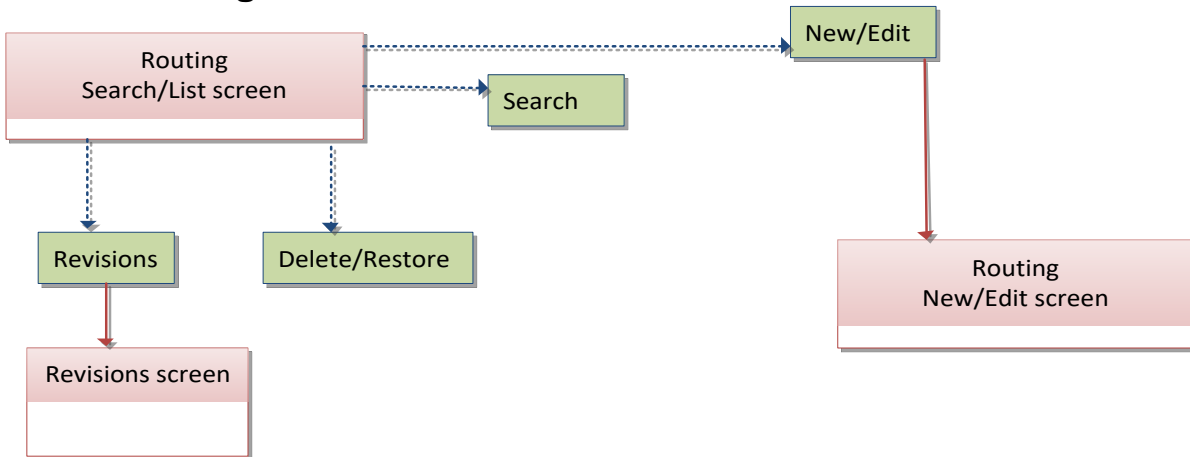 New/Edit
Routing
Search/List screen
Search
Revisions
Delete/Restore
Routing
New/Edit screen
Revisions screen